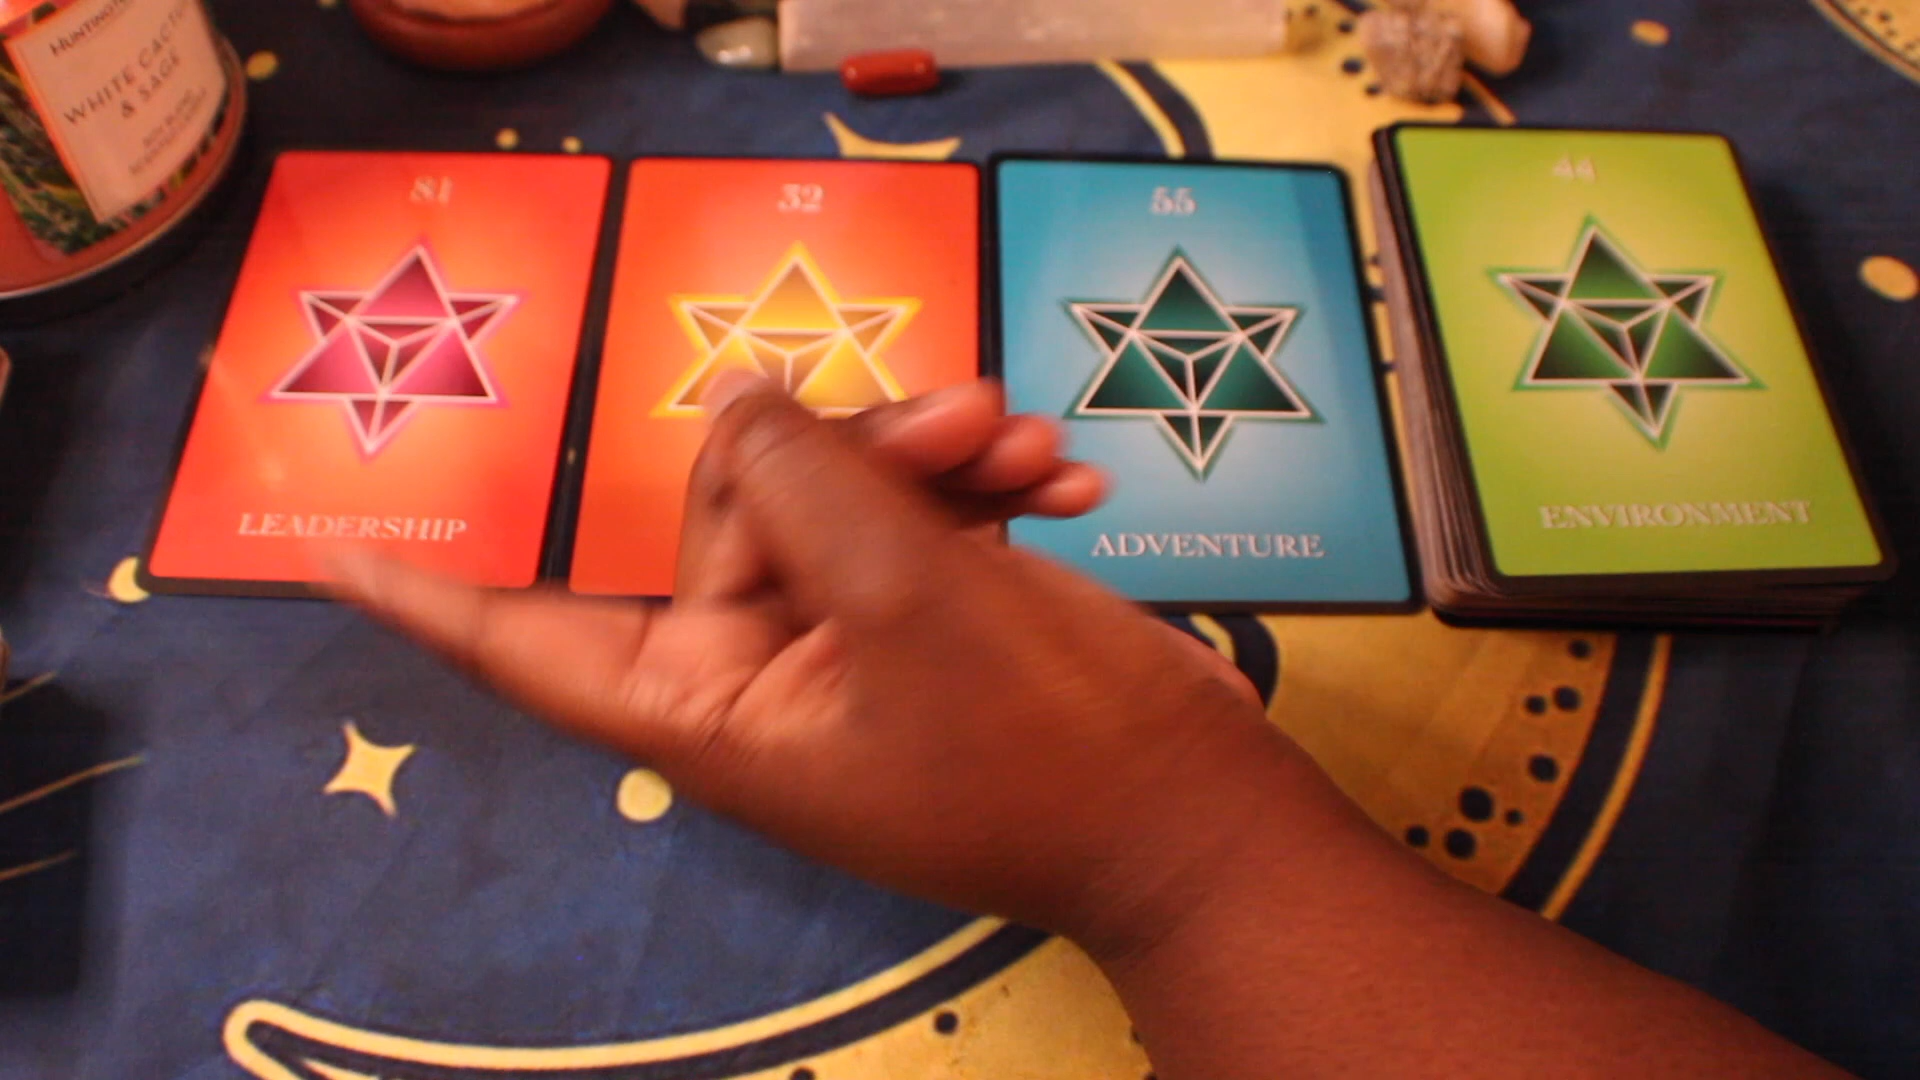 WHITE CACTUS
& SAGE
81
32
55
44
LEADERSHIP
ADVENTURE
ENVIRONMENT